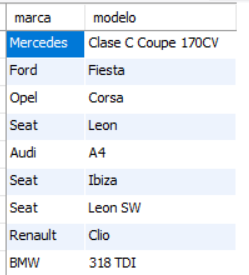 marca modelo
Mercedes Clase C Coupe 170CV
Ford Fiesta
Opel Corsa
Seat Leon
Audi A4
Seat Ibiza
Seat Leon SW
Renault Clio
BMW 318 TDI